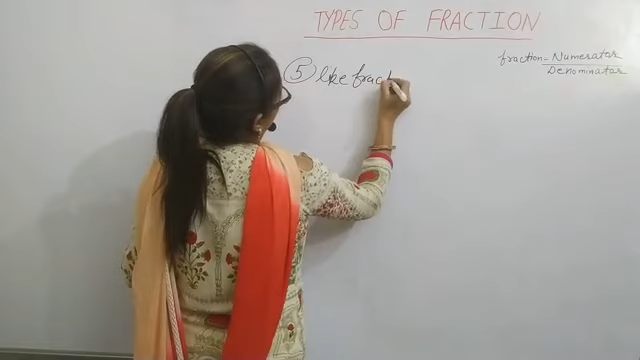 TYPES OF FRACTION
fraction = Numerator
Denominator
⑤ like fract